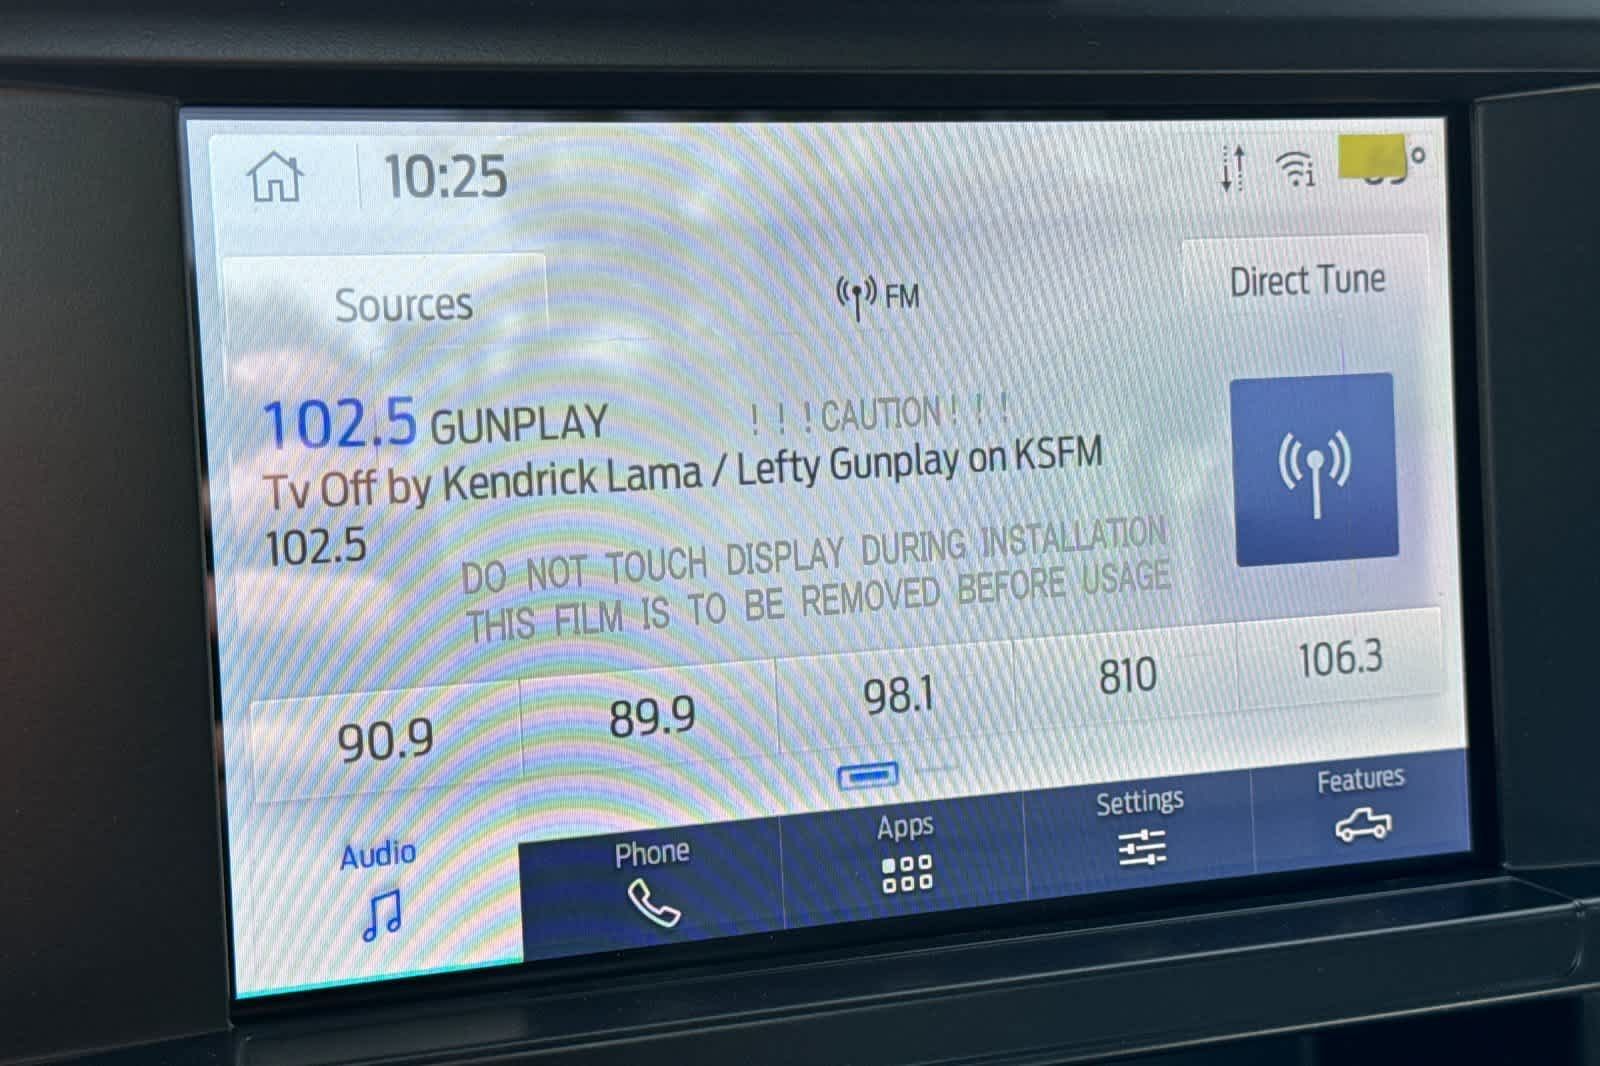 10:25
Sources
FM
Direct Tune
102.5 GUNPLAY
! ! ! CAUTION ! ! !
Tv Off by Kendrick Lama / Lefty Gunplay on KSFM
102.5
DO NOT TOUCH DISPLAY DURING INSTALLATION
THIS FILM IS TO BE REMOVED BEFORE USAGE
90.9
89.9
98.1
810
106.3
Audio
Phone
Apps
Settings
Features